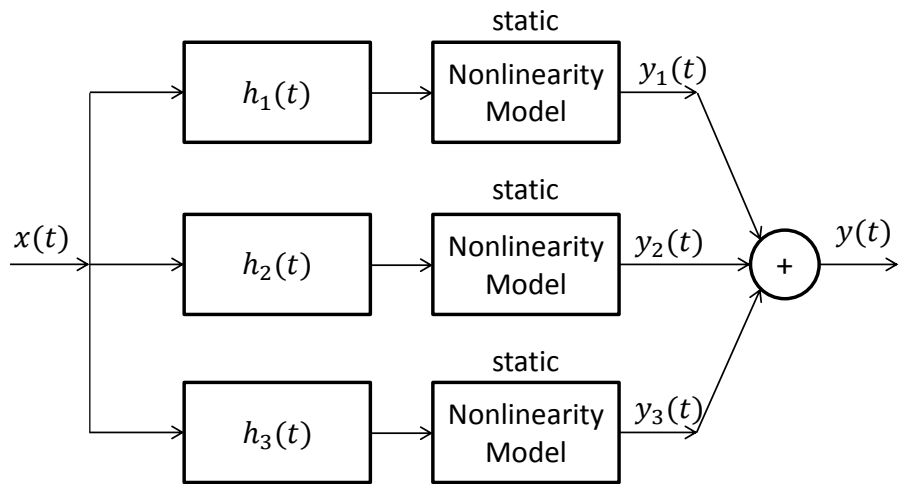 static
h₁(t)
Nonlinearity
Model
y₁(t)
static
x(t)
h₂(t)
Nonlinearity
Model
y₂(t)
+
y(t)
static
h₃(t)
Nonlinearity
Model
y₃(t)